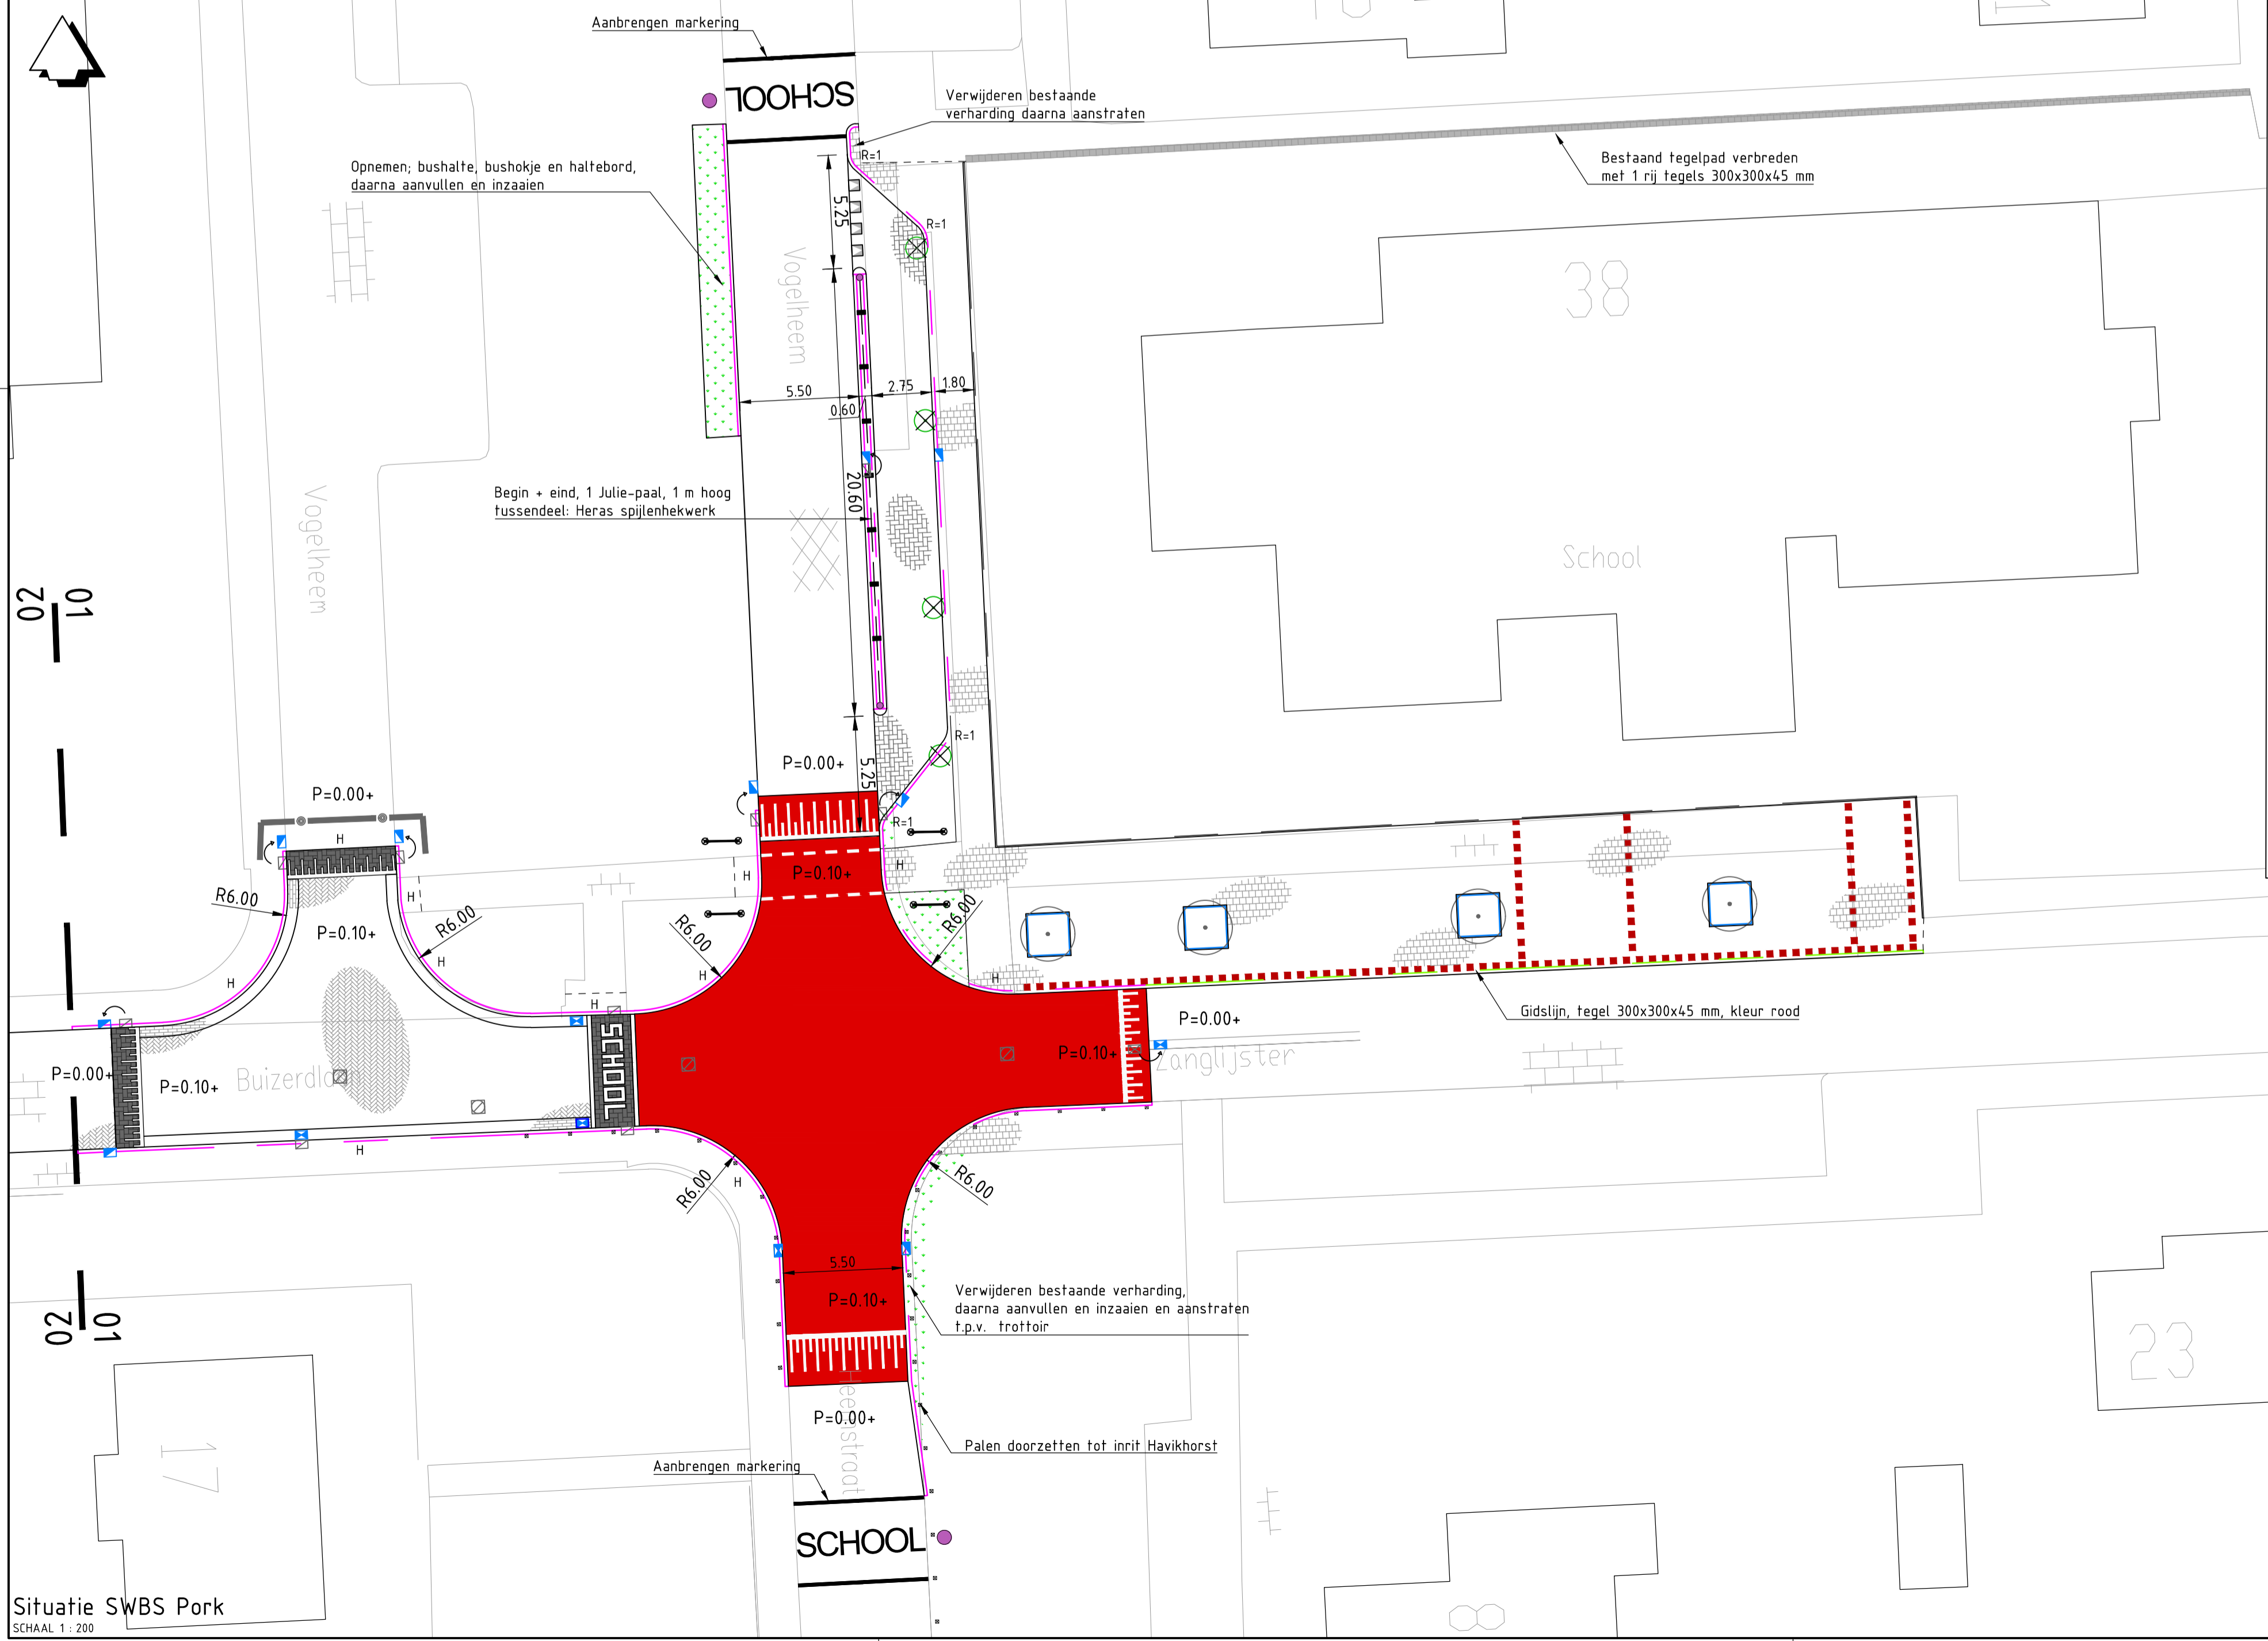 Aanbrengen markering
SCHOOL
Verwijderen bestaande
verharding daarna aanstraten
R=1
Opnemen; bushalte, bushokje en haltebord,
daarna aanvullen en inzaaien
Bestaand tegelpad verbreden
met 1 rij tegels 300x300x45 mm
5.25
R=1
Vogelheem
38
5.50
0.60
2.75
1.80
20.60
Begin + eind, 1 Julie-paal, 1 m hoog
tussendeel: Heras spijlenhekwerk
Vogelheem
School
01
20
R=1
P=0.00+
5.25
P=0.00+
R=1
H
P=0.10+
H
H
H
R6.00
R6.00
R6.00
R6.00
P=0.10+
H
H
H
H
H
Gidslijn, tegel 300x300x45 mm, kleur rood
P=0.00+
SCHOOL
P=0.10+
Zanglijster
P=0.00+
P=0.10+
H
R6.00
H
R6.00
5.50
P=0.10+
Verwijderen bestaande verharding,
daarna aanvullen en inzaaien en aanstraten
t.p.v. trottoir
01
20
23
P=0.00+
Palen doorzetten tot inrit Havikhorst
Aanbrengen markering
17
SCHOOL
8
Situatie SWBS Pork
SCHAAL 1 : 200